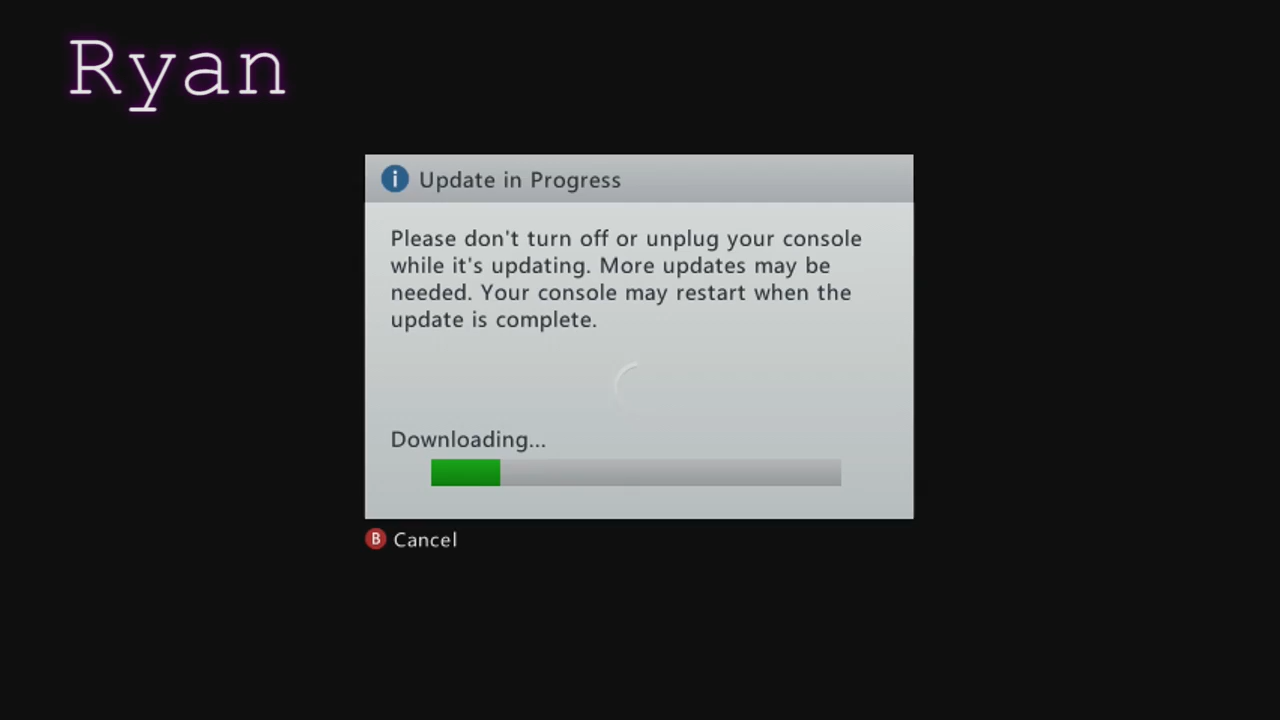 Ryan
i Update in Progress
Please don't turn off or unplug your console
while it's updating. More updates may be
needed. Your console may restart when the
update is complete.
Downloading...
B Cancel